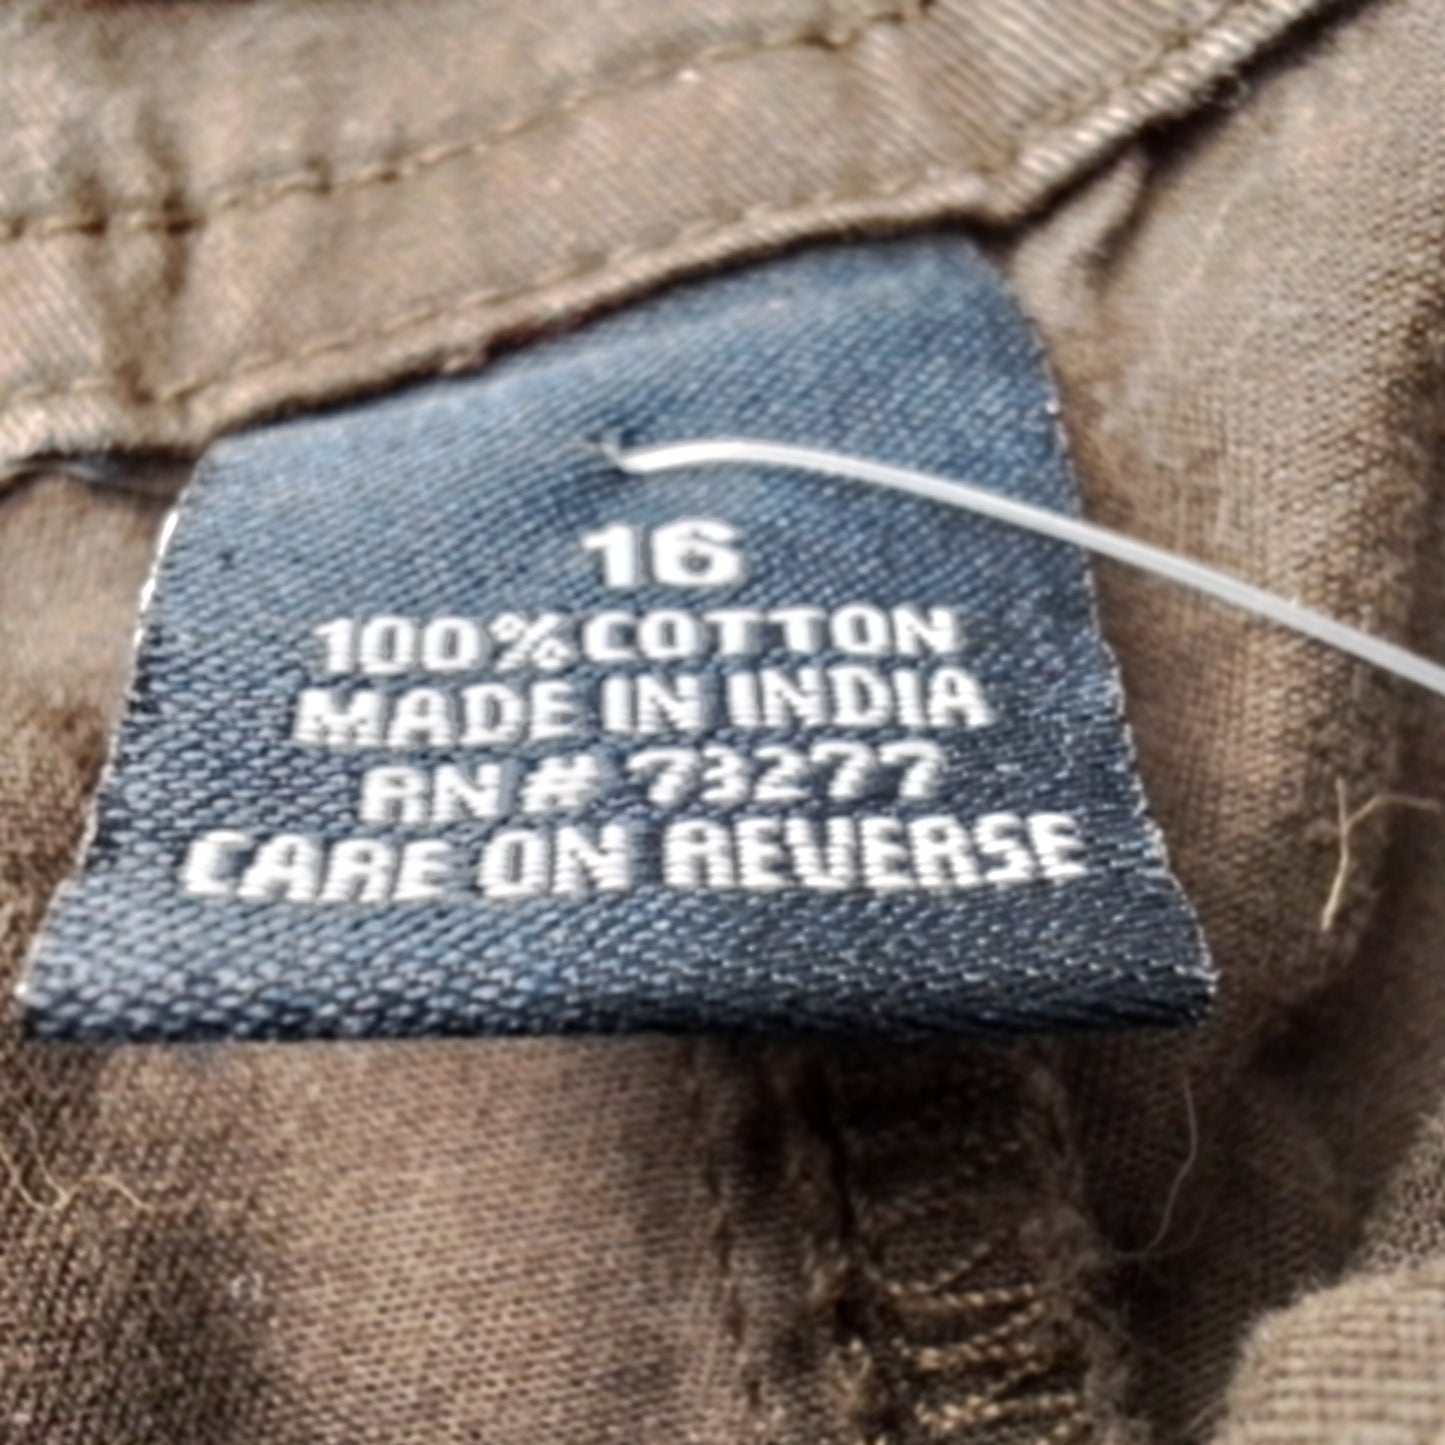 16
100% COTTON
MADE IN INDIA
RN # 73277
CARE ON REVERSE